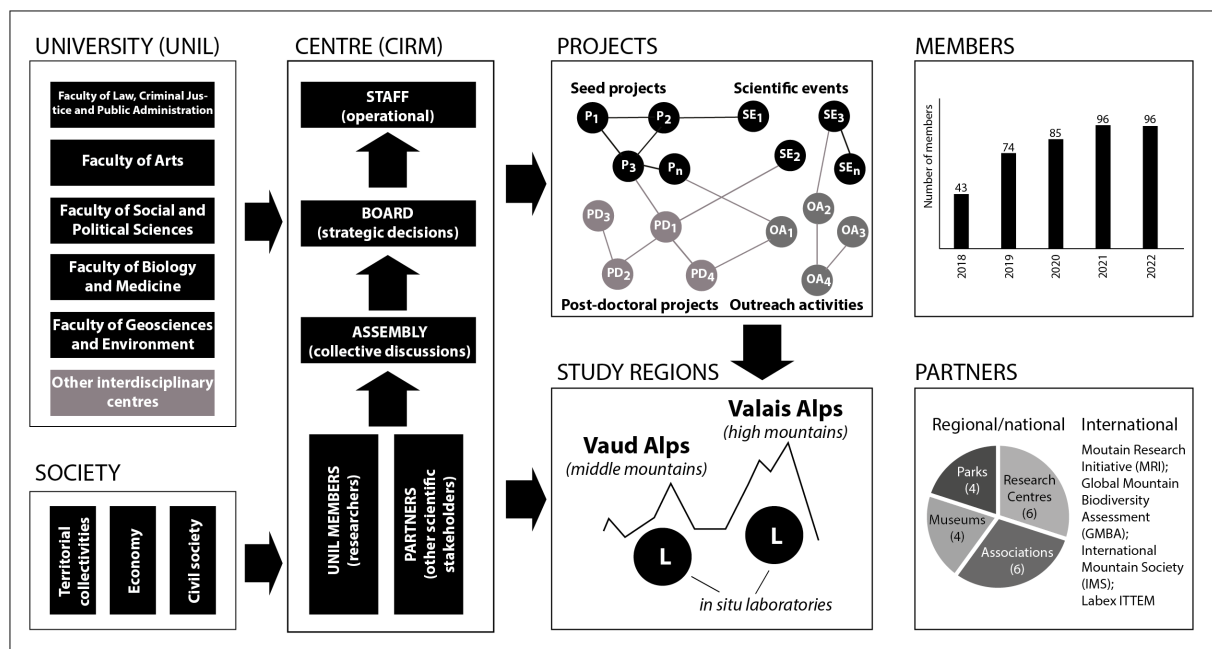 UNIVERSITY (UNIL)
Faculty of Law, Criminal Jus-
tice and Public Administration
Faculty of Arts
Faculty of Social and
Political Sciences
Faculty of Biology
and Medicine
Faculty of Geosciences
and Environment
Other interdisciplinary
centres
SOCIETY
Territorial
collectivities
Economy
Civil society
CENTRE (CIRM)
STAFF
(operational)
BOARD
(strategic decisions)
ASSEMBLY
(collective discussions)
UNIL MEMBERS
(researchers)
PARTNERS
(other scientific
stakeholders)
PROJECTS
Seed projects
Scientific events
P1
P2
SE1
SE3
P3
Pn
SE2
SEn
PD3
PD1
OA1
OA2
OA3
PD2
PD4
OA4
Post-doctoral projects
Outreach activities
STUDY REGIONS
Valais Alps
(high mountains)
Vaud Alps
(middle mountains)
L
L
in situ laboratories
MEMBERS
Number of members
43
74
85
96
96
2018
2019
2020
2021
2022
PARTNERS
Regional/national
Parks
(4)
Research
Centres
(6)
Museums
(4)
Associations
(6)
International
Moutain Research
Initiative (MRI);
Global Mountain
Biodiversity
Assessment
(GMBA);
International
Mountain Society
(IMS);
Labex ITTEM